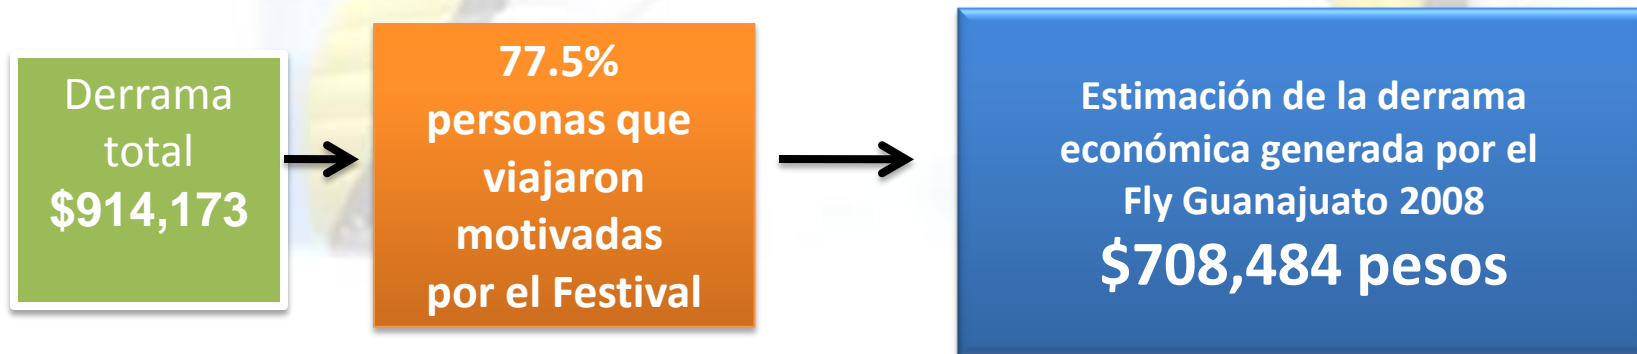 Derrama
total
$914,173
77.5%
personas que
viajaron
motivadas
por el Festival
Estimación de la derrama
económica generada por el
Fly Guanajuato 2008
$708,484 pesos